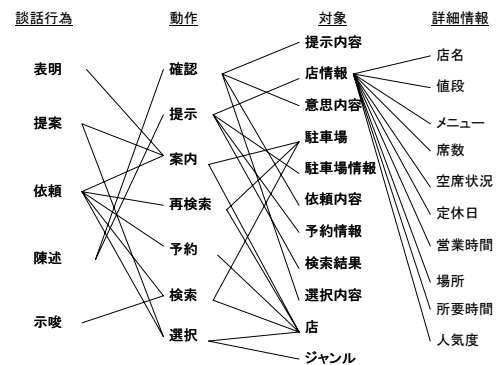 談話行為
動作
対象
詳細情報
表明
提案
依頼
陳述
示唆
確認
提示
案内
再検索
予約
検索
選択
提示内容
店情報
意思内容
駐車場
駐車場情報
依頼内容
予約情報
検索結果
選択内容
店
ジャンル
店名
値段
メニュー
席数
空席状況
定休日
営業時間
場所
所要時間
人気度